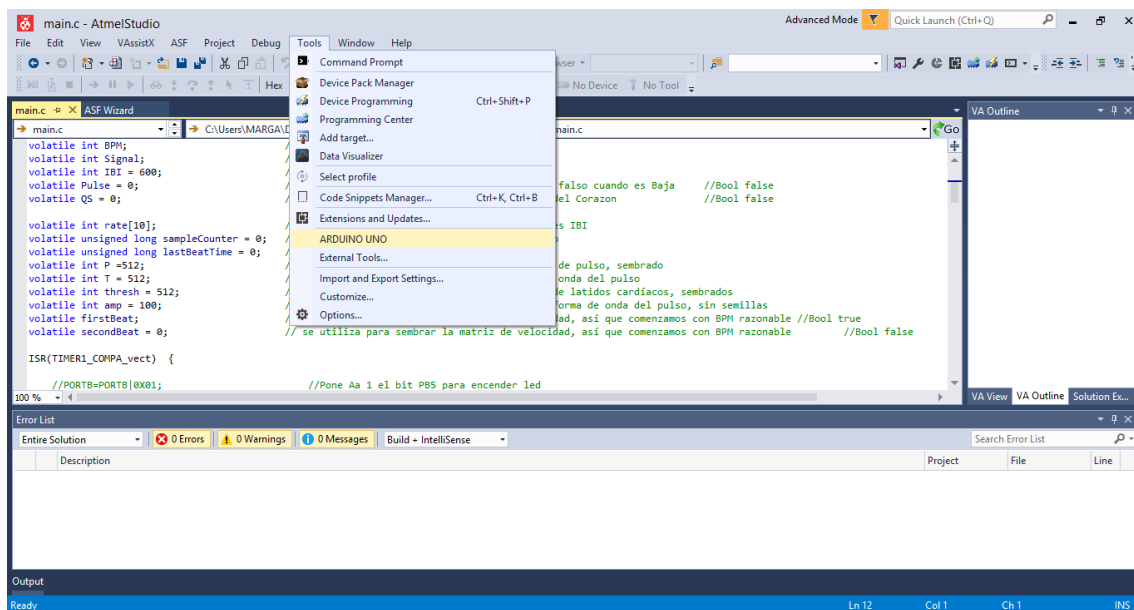 main.c - AtmelStudio
Advanced Mode
Quick Launch (Ctrl+Q)
File Edit View VAssistX ASF Project Debug Tools Window Help
Hex
No Device No Tool
Command Prompt
Device Pack Manager
Device Programming Ctrl+Shift+P
Programming Center
Add target...
Data Visualizer
Select profile
Code Snippets Manager... Ctrl+K, Ctrl+B
Extensions and Updates...
ARDUINO UNO
External Tools...
Import and Export Settings...
Customize...
Options...
main.c ASF Wizard
VA Outline
main.c C:\Users\MARGA\ Go
volatile int BPM;
volatile int Signal;
volatile int IBI = 600;
volatile Pulse = 0; falso cuando es Baja //Bool false
volatile QS = 0; del Corazon //Bool false
volatile int rate[10]; IBI
volatile unsigned long sampleCounter = 0;
volatile unsigned long lastBeatTime = 0;
volatile int P =512; de pulso, sembrado
volatile int T = 512; onda del pulso
volatile int thresh = 512; de latidos cardíacos, sembrados
volatile int amp = 100; forma de onda del pulso, sin semillas
volatile firstBeat; así que comenzamos con BPM razonable //Bool true
volatile secondBeat = 0; // se utiliza para sembrar la matriz de velocidad, así que comenzamos con BPM razonable //Bool false
ISR(TIMER1_COMPA_vect) {
//PORTB=PORTB|0X01; //Pone Aa 1 el bit PB5 para encender led
100 %
VA View VA Outline Solution Ex...
Error List
Entire Solution 0 Errors 0 Warnings 0 Messages Build + IntelliSense Search Error List
Description Project File Line
Output
Ready Ln 12 Col 1 Ch 1 INS